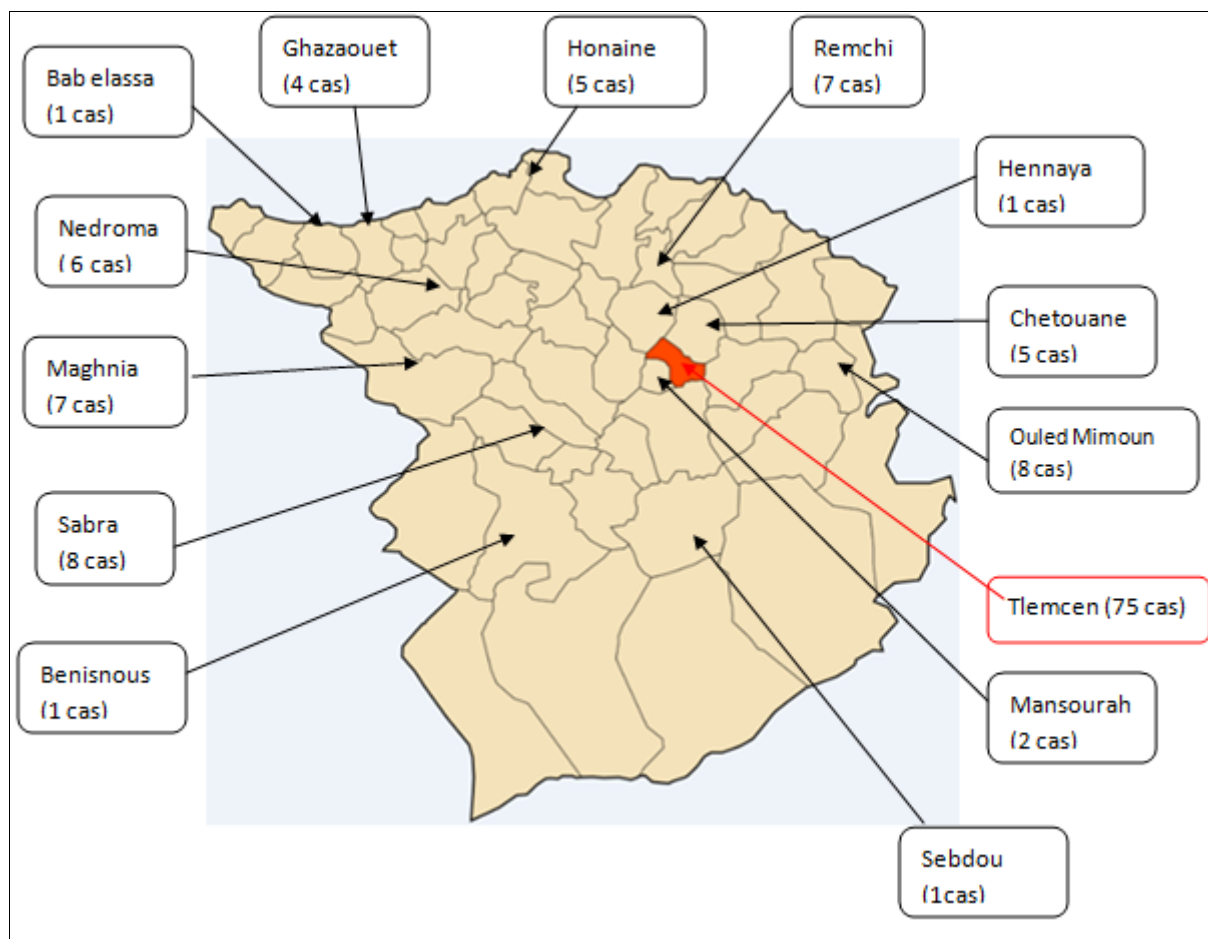 Ghazaouet
(4 cas)
Honaine
(5 cas)
Remchi
(7 cas)
Bab elassa
(1 cas)
Hennaya
(1 cas)
Nedroma
( 6 cas)
Chetouane
(5 cas)
Maghnia
(7 cas)
Ouled Mimoun
(8 cas)
Sabra
(8 cas)
Tlemcen (75 cas)
Benisnous
(1 cas)
Mansourah
(2 cas)
Sebdou
(1cas)